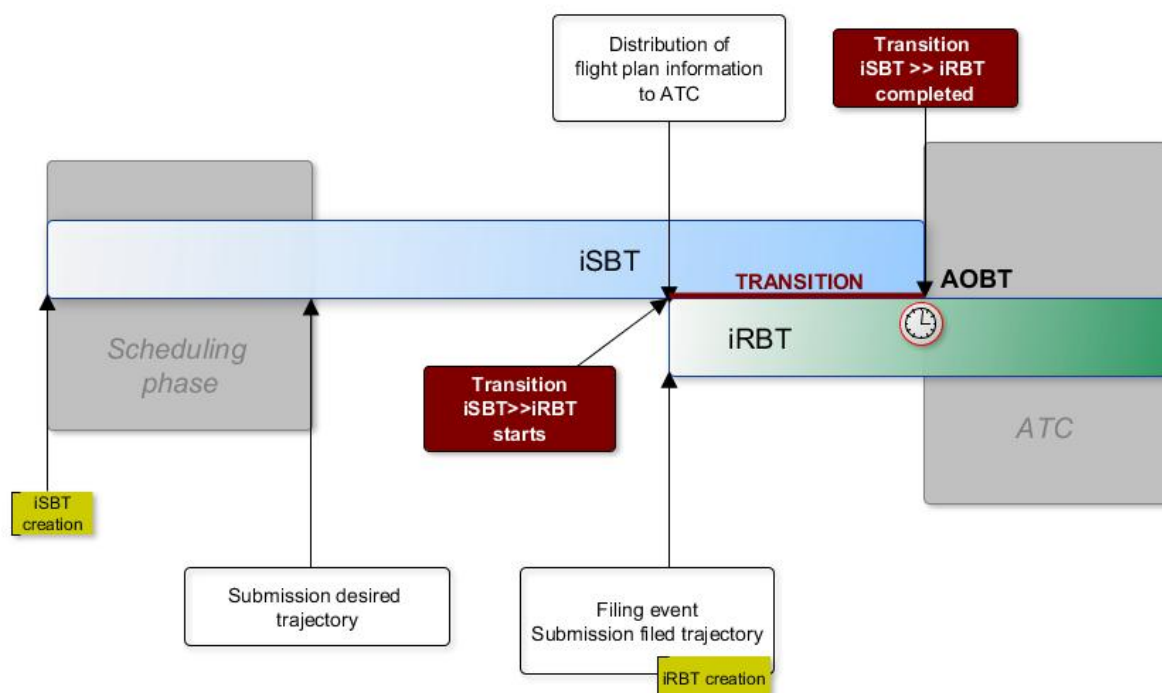 Distribution of
flight plan information
to ATC
Transition
iSBT >> iRBT
completed
iSBT
TRANSITION
AOBT
iRBT
Scheduling
phase
Transition
iSBT>>iRBT
starts
ATC
iSBT
creation
Submission desired
trajectory
Filing event
Submission filed trajectory
iRBT creation